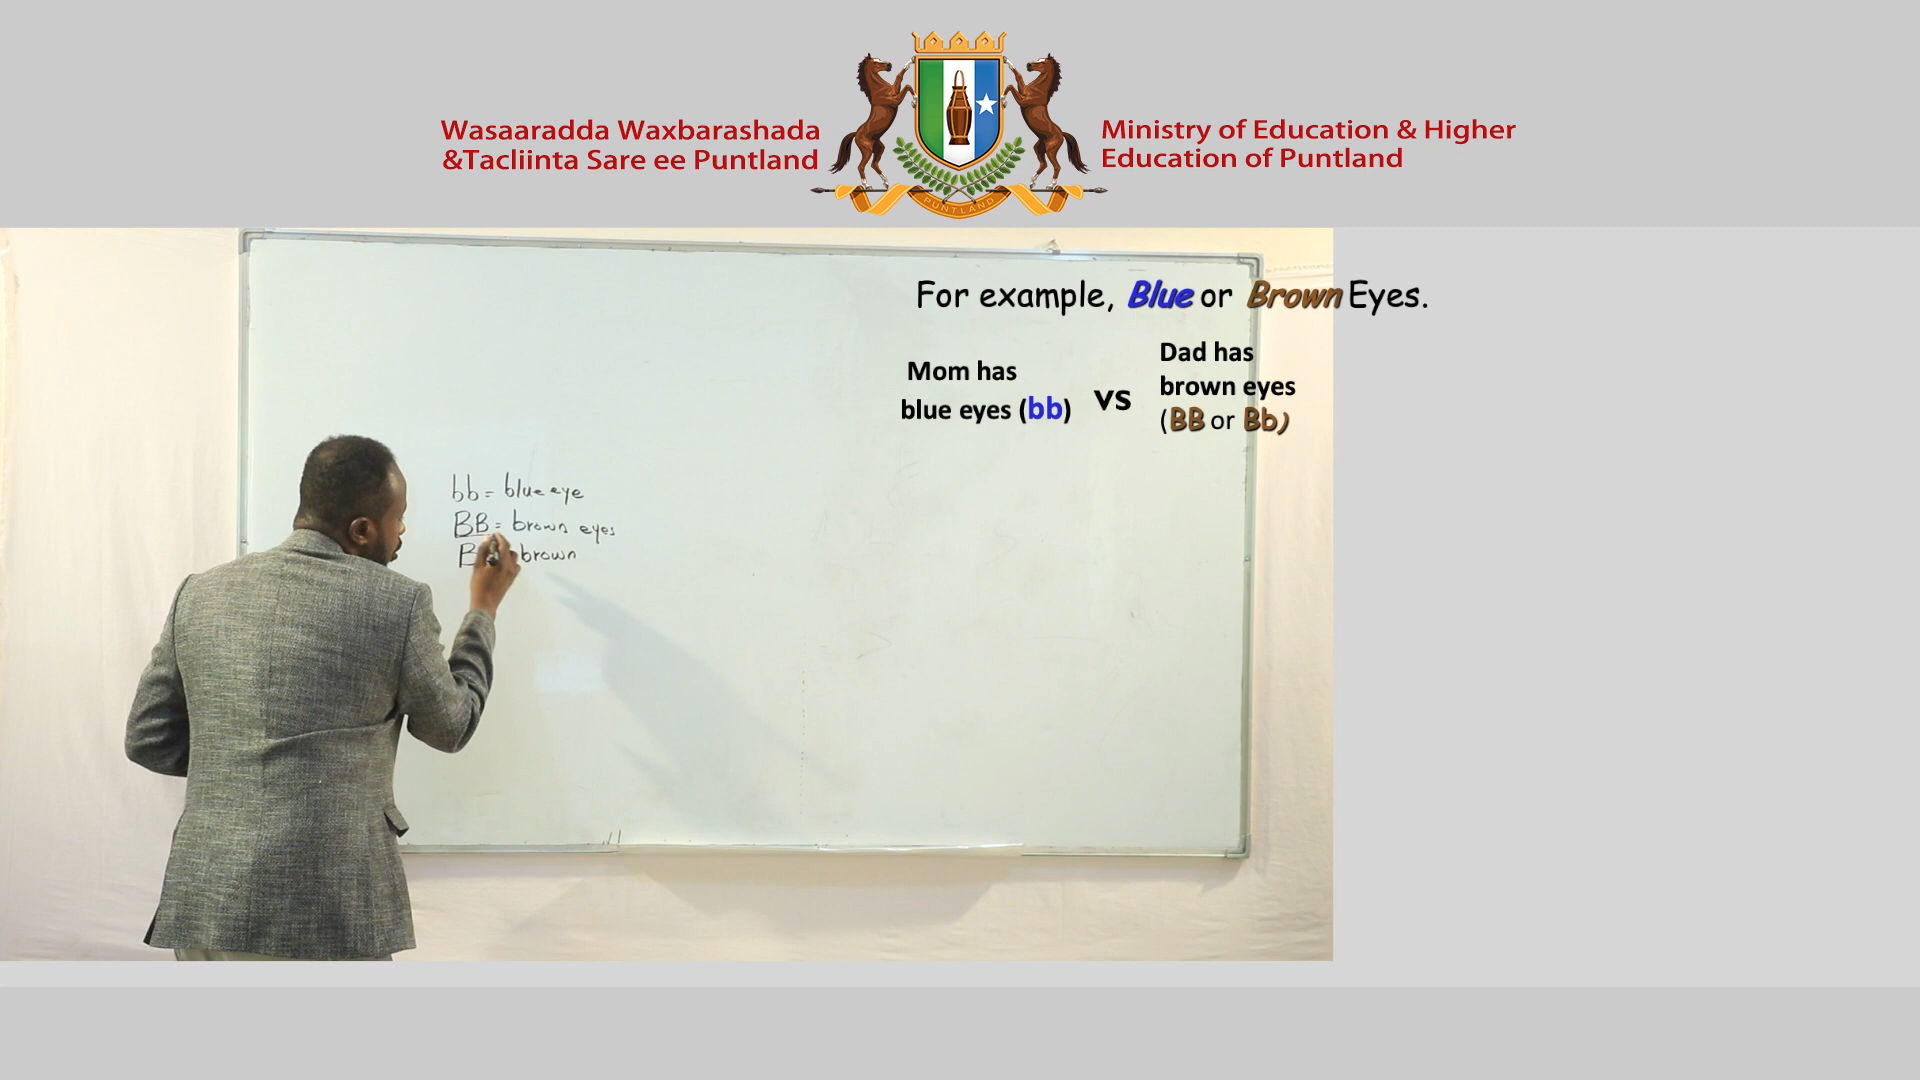 Wasaaradda Waxbarashada
&Tacliinta Sare ee Puntland
PUNTLAND
Ministry of Education & Higher
Education of Puntland
For example, Blue or Brown Eyes.
Mom has
blue eyes (bb)
vs
Dad has
brown eyes
(BB or Bb)
bb = blue eye
BB = brown eyes
B brown